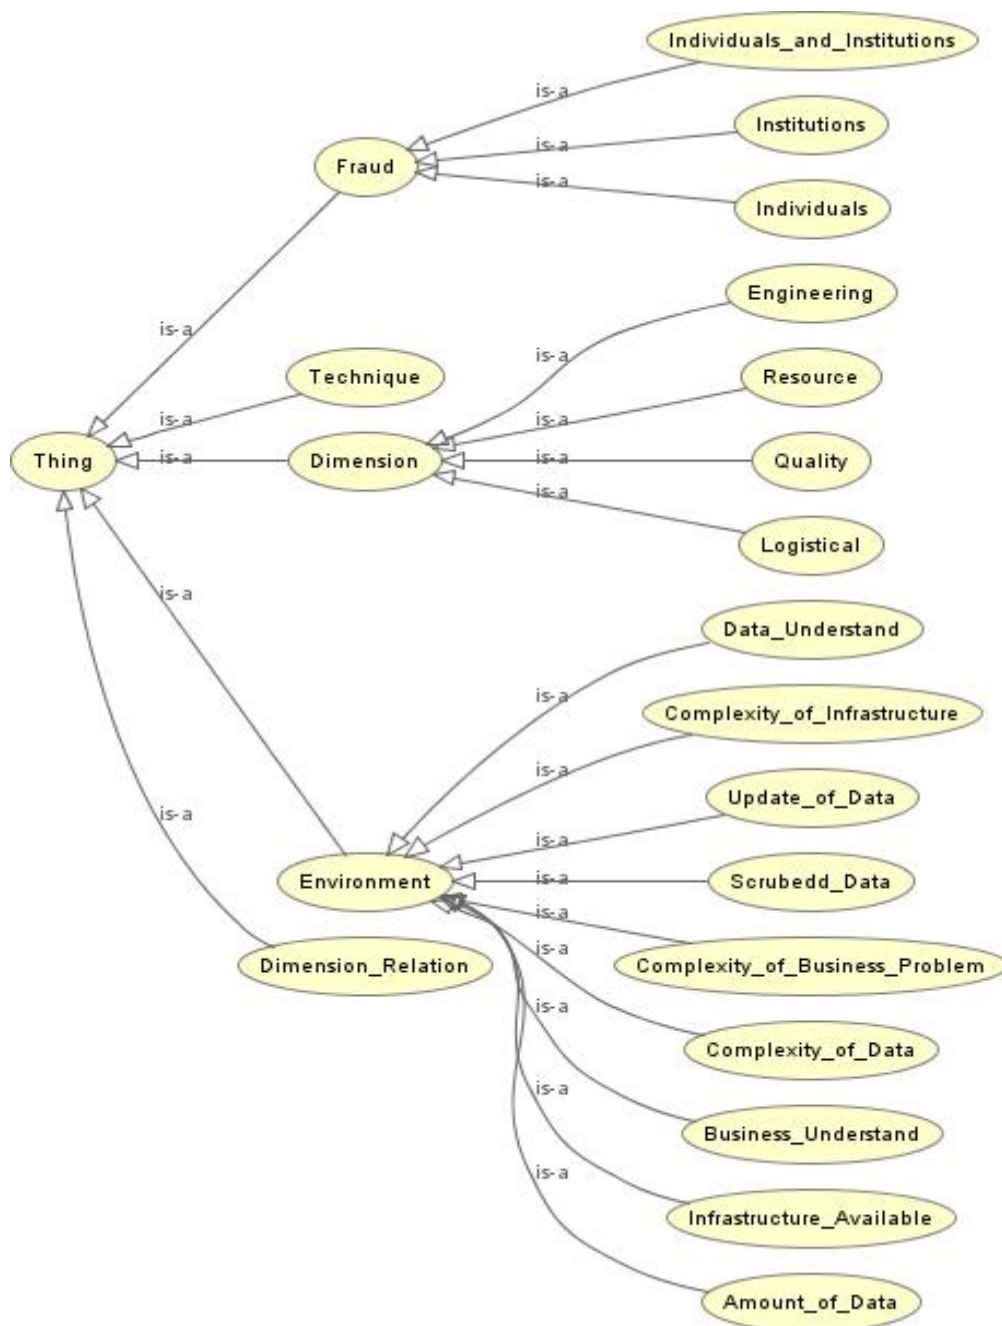 Individuals_and_Institutions
is-a
Institutions
is-a
Fraud
is-a
Individuals
Engineering
is-a
is-a
Technique
Resource
is-a
is-a
Thing
is-a
Dimension
is-a
Quality
is-a
Logistical
is-a
Data_Understand
is-a
Complexity_of_Infrastructure
is-a
Update_of_Data
is-a
is-a
Environment
is-a
Scrubedd_Data
is-a
Dimension_Relation
is-a
Complexity_of_Business_Problem
is-a
Complexity_of_Data
is-a
Business_Understand
is-a
Infrastructure_Available
Amount_of_Data